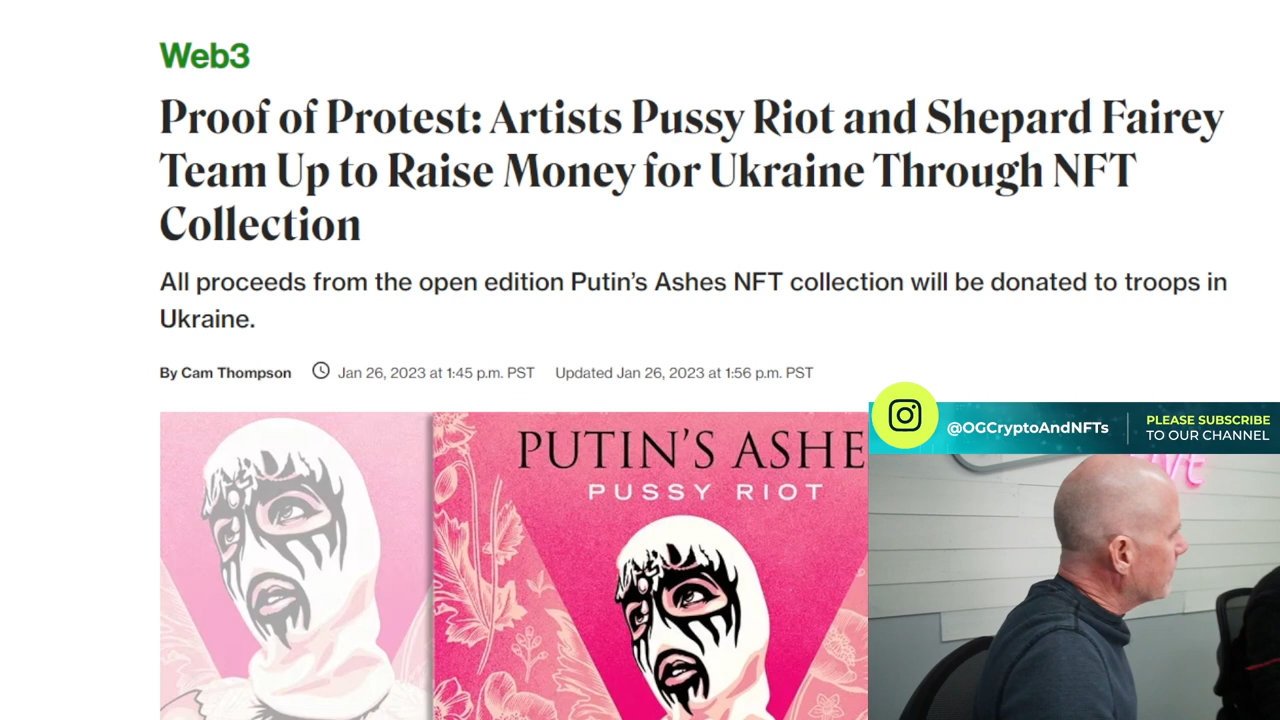 Web3
Proof of Protest: Artists Pussy Riot and Shepard Fairey
Team Up to Raise Money for Ukraine Through NFT
Collection
All proceeds from the open edition Putin’s Ashes NFT collection will be donated to troops in
Ukraine.
By Cam Thompson Jan 26, 2023 at 1:45 p.m. PST Updated Jan 26, 2023 at 1:56 p.m. PST
PUTIN'S ASHE
PUSSY RIOT
@OGCryptoAndNFTs
PLEASE SUBSCRIBE
TO OUR CHANNEL